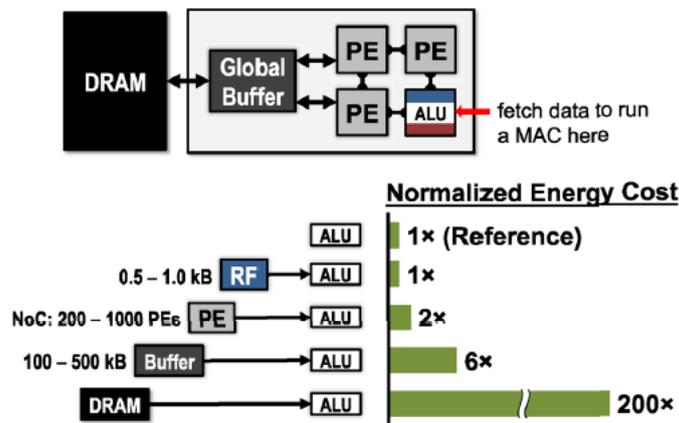 DRAM
Global
Buffer
PE
PE
PE
ALU
fetch data to run
a MAC here
Normalized Energy Cost
ALU
1× (Reference)
0.5 – 1.0 kB
RF
ALU
1×
NoC: 200 – 1000 PEs
PE
ALU
2×
100 – 500 kB
Buffer
ALU
6×
DRAM
ALU
200×